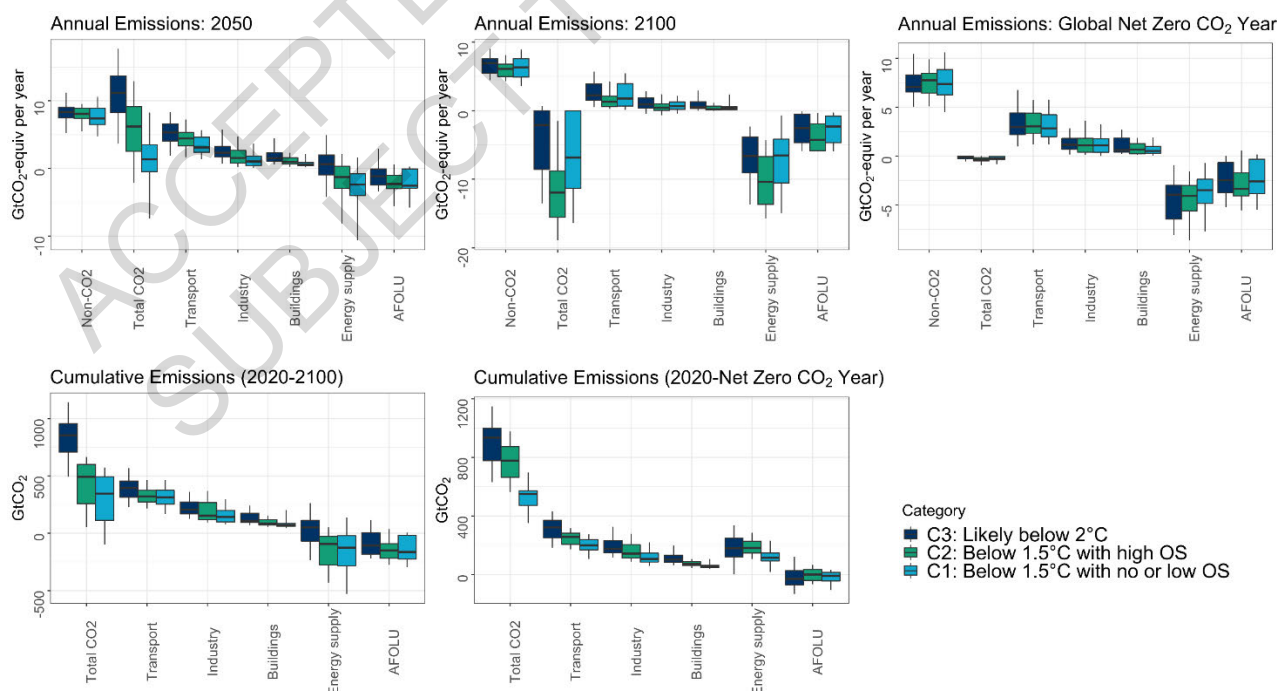 Annual Emissions: 2050
GtCO2-equiv per year
10
0
-10
Non-CO2
Total CO2
Transport
Industry
Buildings
Energy supply
AFOLU
Annual Emissions: 2100
GtCO2-equiv per year
10
0
-10
-20
Non-CO2
Total CO2
Transport
Industry
Buildings
Energy supply
AFOLU
Annual Emissions: Global Net Zero CO2 Year
GtCO2-equiv per year
10
5
0
-5
Non-CO2
Total CO2
Transport
Industry
Buildings
Energy supply
AFOLU
Cumulative Emissions (2020-2100)
GtCO2
1000
500
0
-500
Total CO2
Transport
Industry
Buildings
Energy supply
AFOLU
Cumulative Emissions (2020-Net Zero CO2 Year)
GtCO2
1200
800
400
0
Total CO2
Transport
Industry
Buildings
Energy supply
AFOLU
Category
C3: Likely below 2°C
C2: Below 1.5°C with high OS
C1: Below 1.5°C with no or low OS
ACCEPTE
SUBJECT T